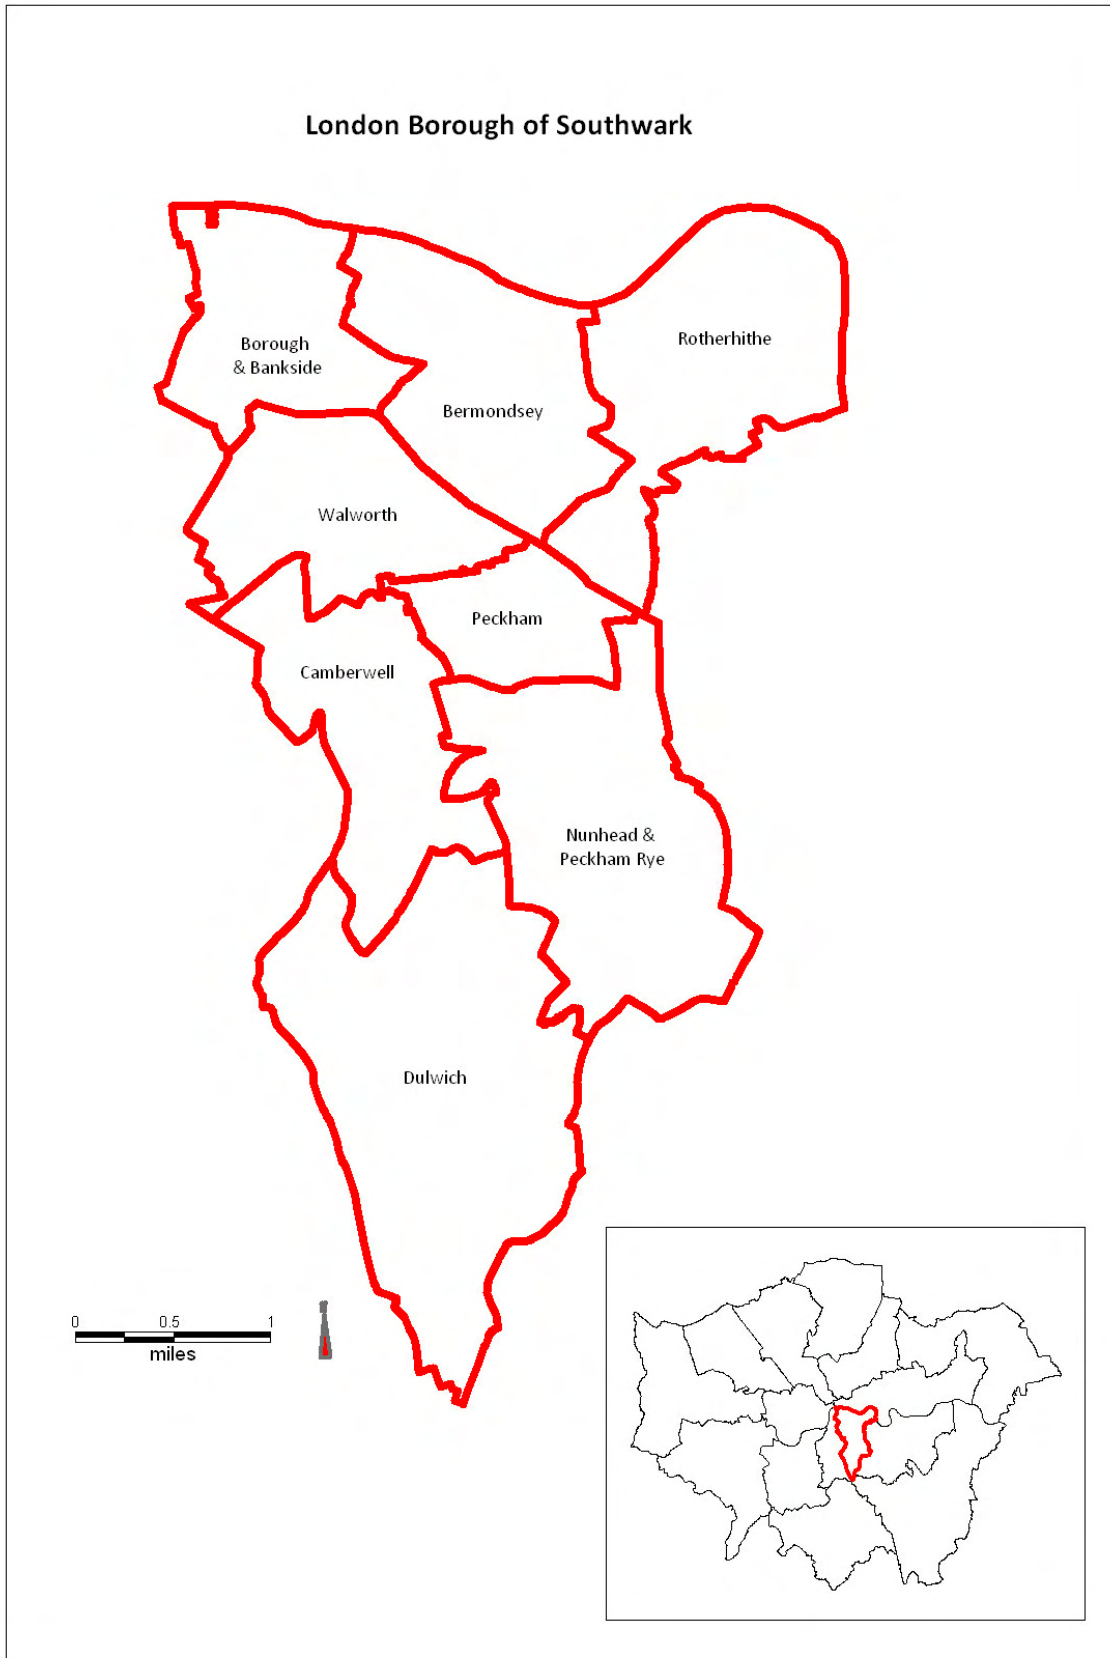 London Borough of Southwark
Rotherhithe
Borough
& Bankside
Bermondsey
Walworth
Peckham
Camberwell
Nunhead &
Peckham Rye
Dulwich
0 0.5 1
miles